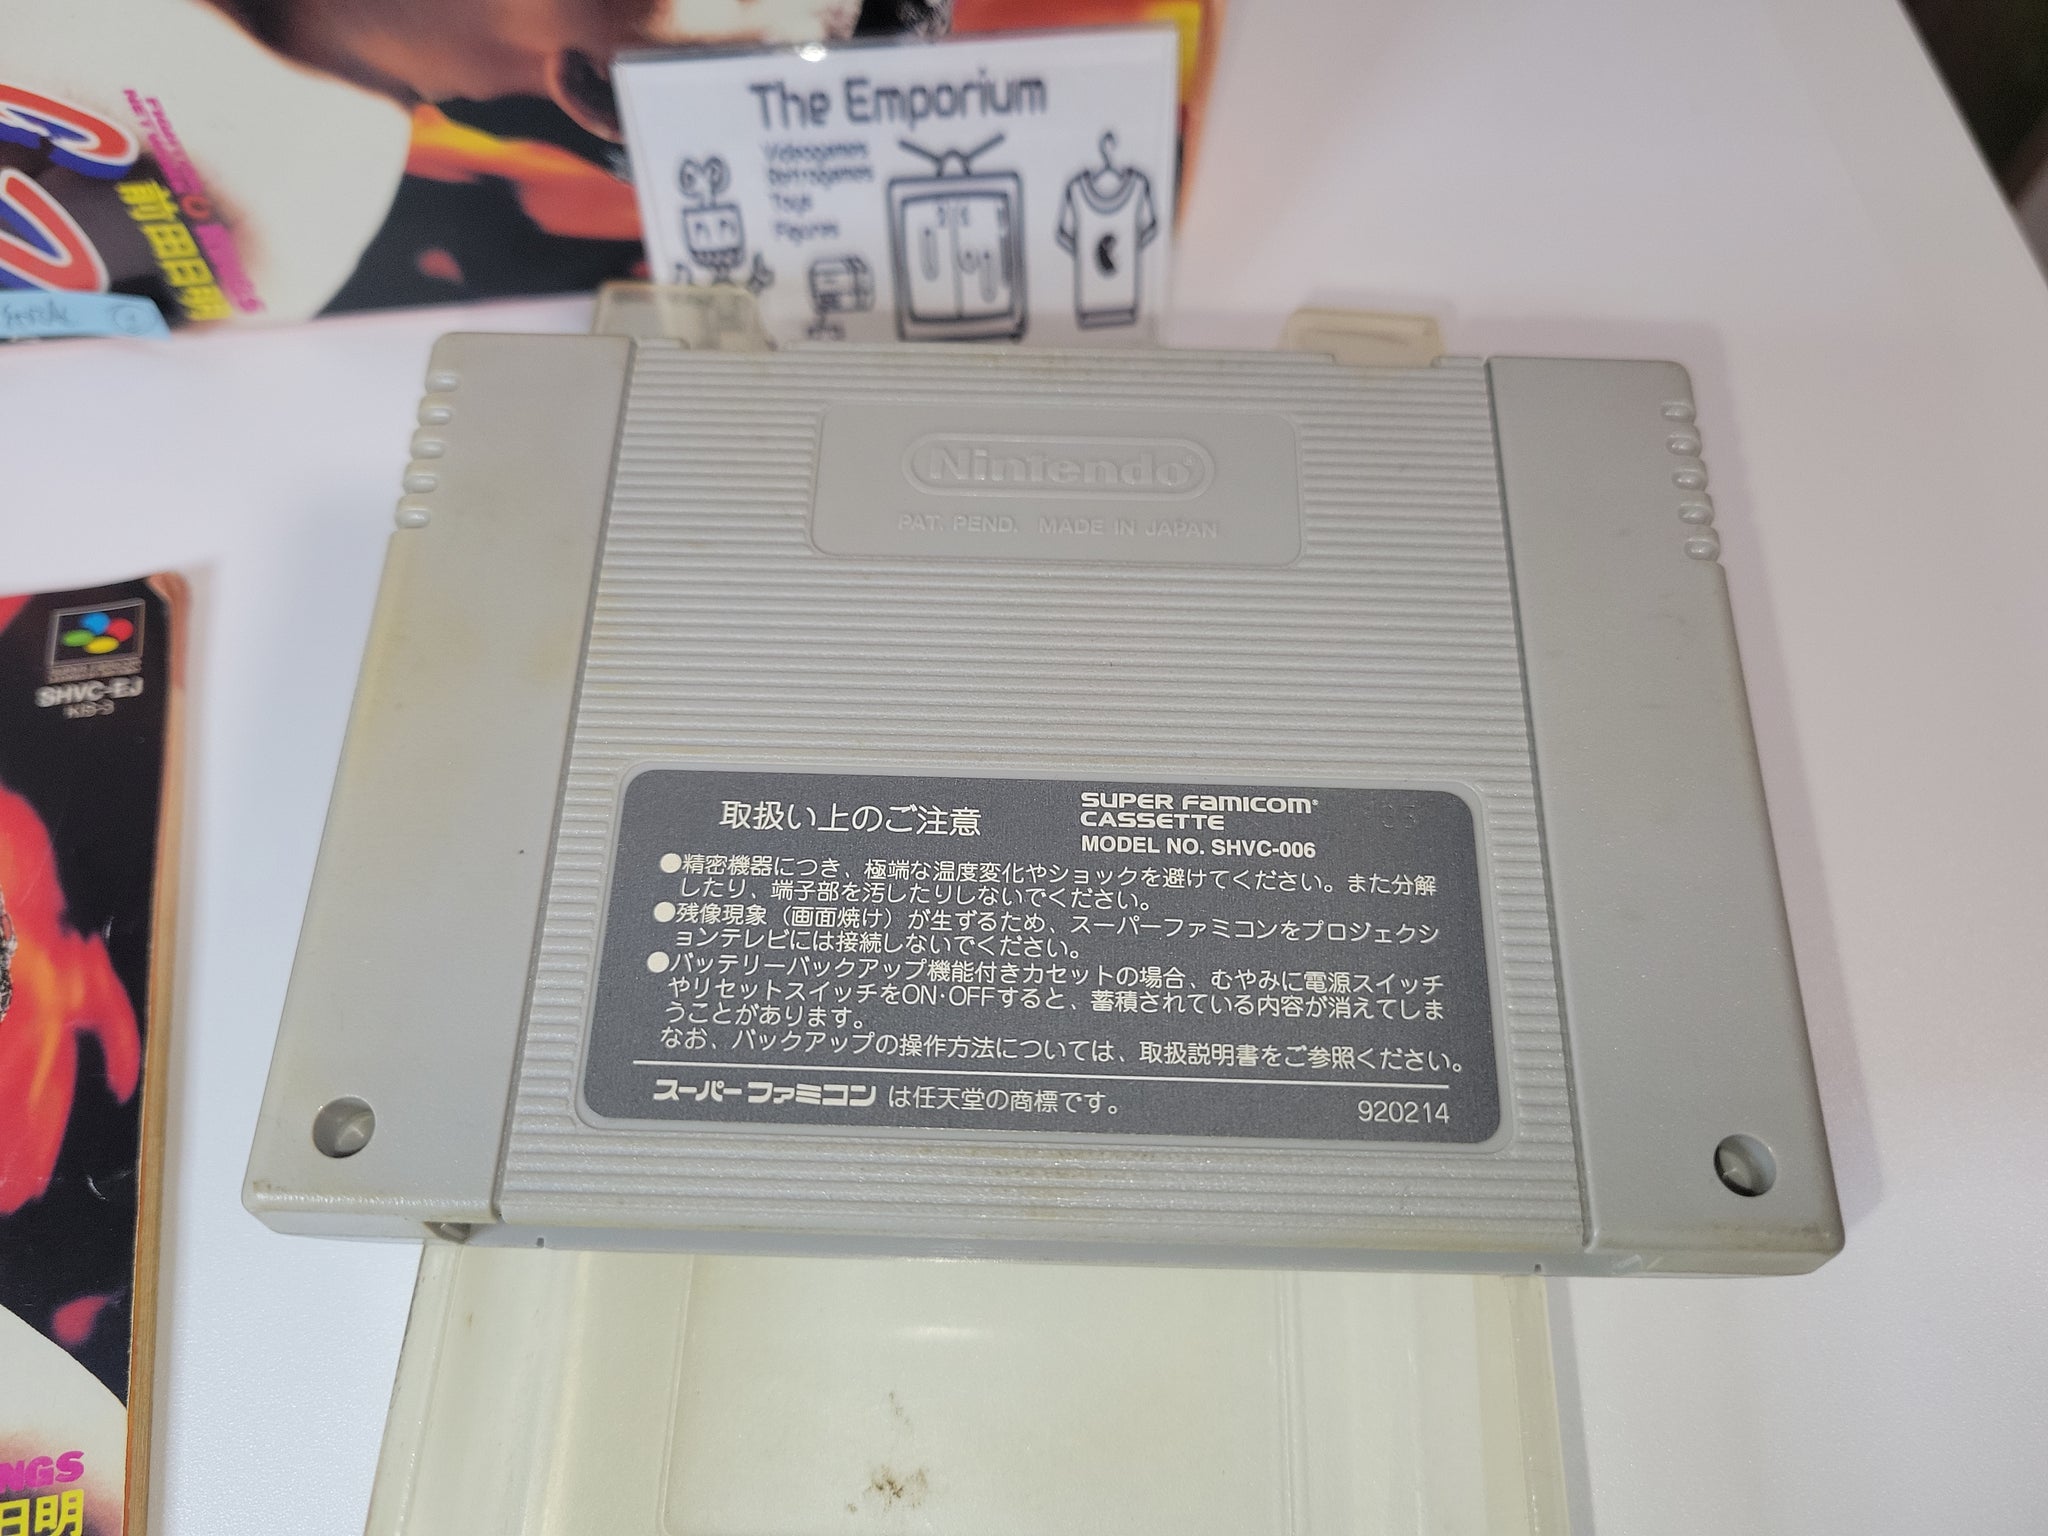 The Emporium
Videogames
Retrogames
Toys
Figures
RINGS
前田日明
Nintendo
PAT. PEND. MADE IN JAPAN
SHVC-EJ
取扱い上のご注意
SUPER FAMICOM
CASSETTE
MODEL NO. SHVC-006
●精密機器につき、極端な温度変化やショックを避けてください。また分解
したり、端子部を汚したりしないでください。
●残像現象（画面焼け）が生ずるため、スーパーファミコンをプロジェクシ
ョンテレビには接続しないでください。
●バッテリーバックアップ機能付きカセットの場合、むやみに電源スイッチ
やリセットスイッチをON・OFFすると、蓄積されている内容が消えてしま
うことがあります。
なお、バックアップの操作方法については、取扱説明書をご参照ください。
スーパーファミコン は任天堂の商標です。
920214
NGS
日明